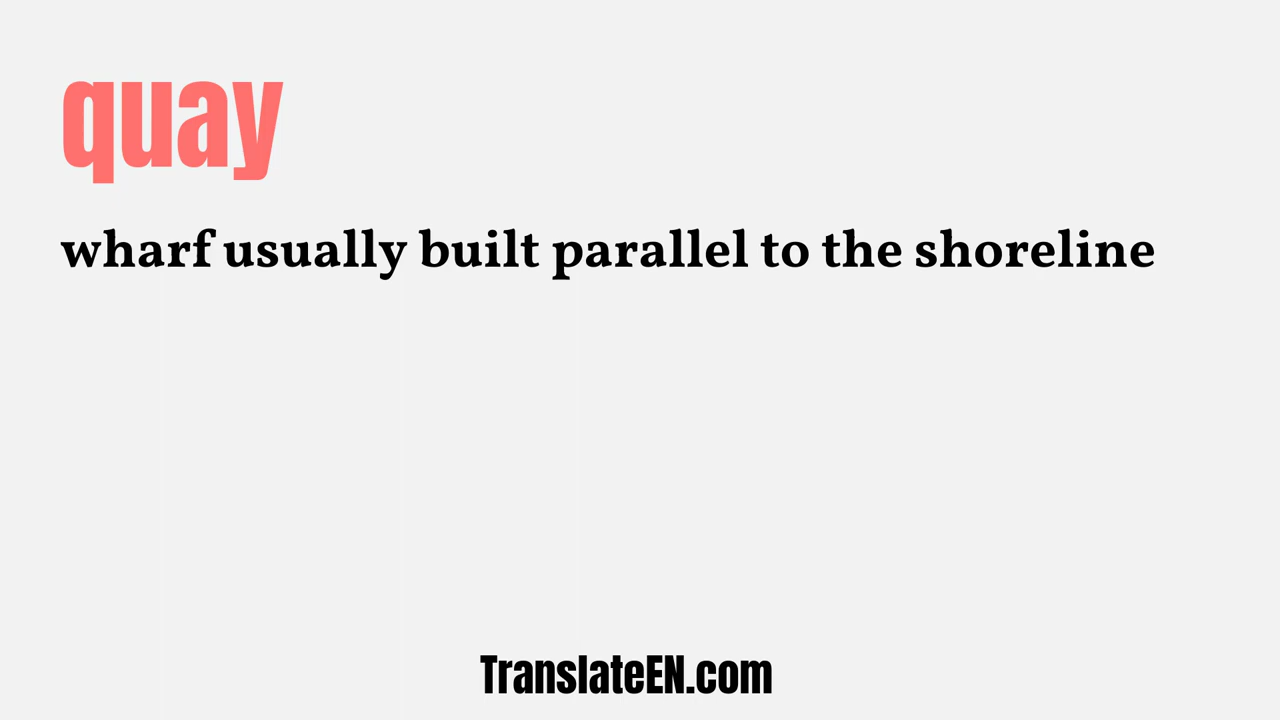 quay
wharf usually built parallel to the shoreline
TranslateEN.com